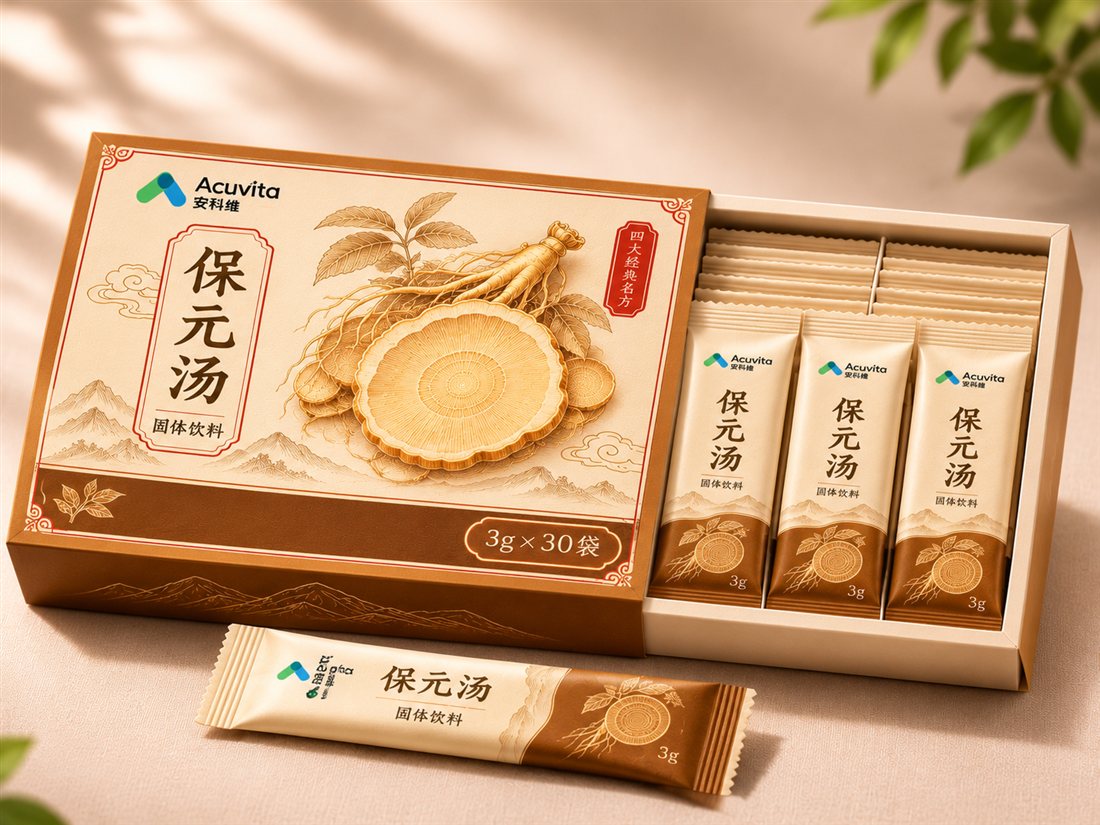 Acuvita
安科维
保元汤
固体饮料
四大经典名方
3g×30袋
Acuvita
安科维
保元汤
固体饮料
3g
Acuvita
安科维
保元汤
固体饮料
3g
Acuvita
安科维
保元汤
固体饮料
3g
保元汤
固体饮料
3g